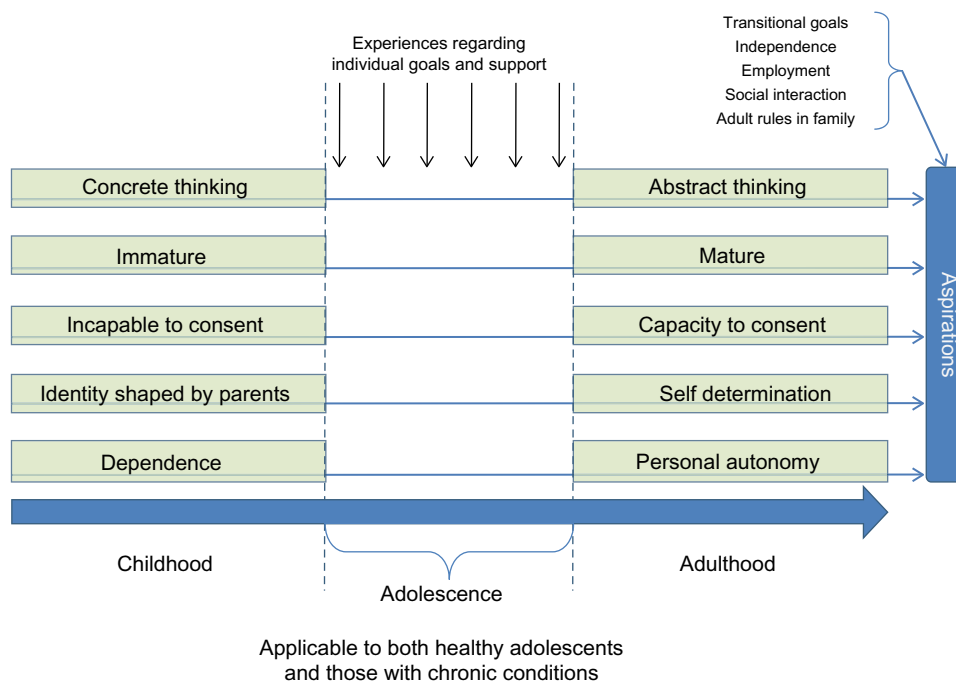 Transitional goals
Independence
Employment
Social interaction
Adult rules in family
Experiences regarding
individual goals and support
Concrete thinking
Abstract thinking
Immature
Mature
Incapable to consent
Capacity to consent
Identity shaped by parents
Self determination
Dependence
Personal autonomy
Aspirations
Childhood
Adulthood
Adolescence
Applicable to both healthy adolescents
and those with chronic conditions